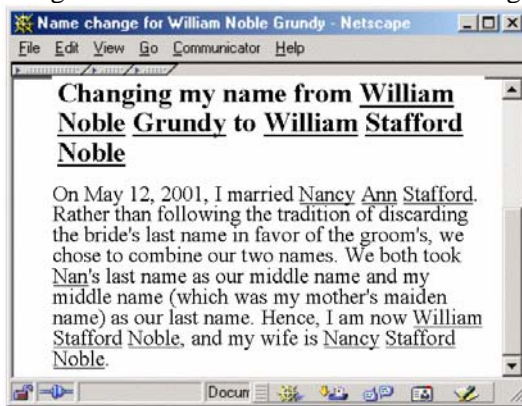 Name change for William Noble Grundy - Netscape
File Edit View Go Communicator Help
Changing my name from William
Noble Grundy to William Stafford
Noble
On May 12, 2001, I married Nancy Ann Stafford.
Rather than following the tradition of discarding
the bride's last name in favor of the groom's, we
chose to combine our two names. We both took
Nan's last name as our middle name and my
middle name (which was my mother's maiden
name) as our last name. Hence, I am now William
Stafford Noble, and my wife is Nancy Stafford
Noble.
Docum